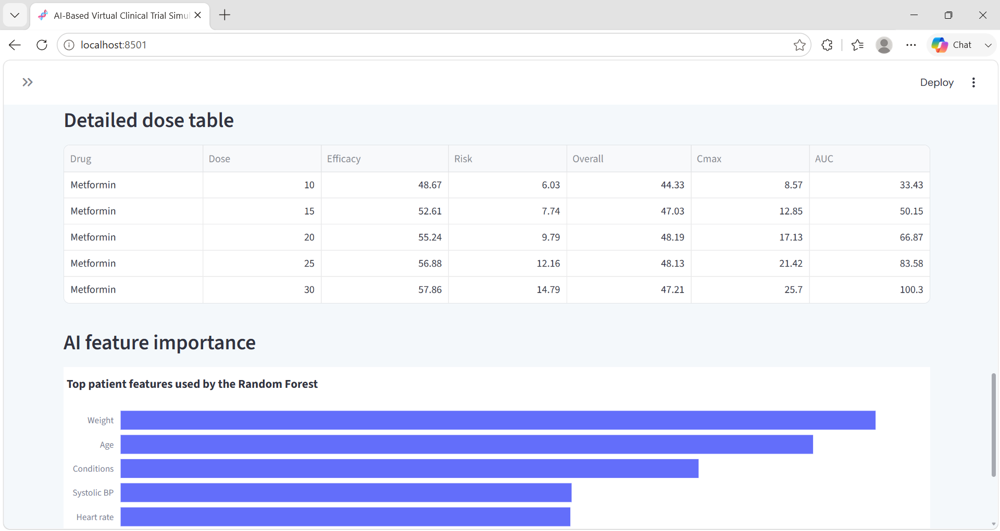 AI-Based Virtual Clinical Trial Simu
localhost:8501
Chat
Deploy
Detailed dose table
Drug Dose Efficacy Risk Overall Cmax AUC
Metformin 10 48.67 6.03 44.33 8.57 33.43
Metformin 15 52.61 7.74 47.03 12.85 50.15
Metformin 20 55.24 9.79 48.19 17.13 66.87
Metformin 25 56.88 12.16 48.13 21.42 83.58
Metformin 30 57.86 14.79 47.21 25.7 100.3
AI feature importance
Top patient features used by the Random Forest
Weight
Age
Conditions
Systolic BP
Heart rate